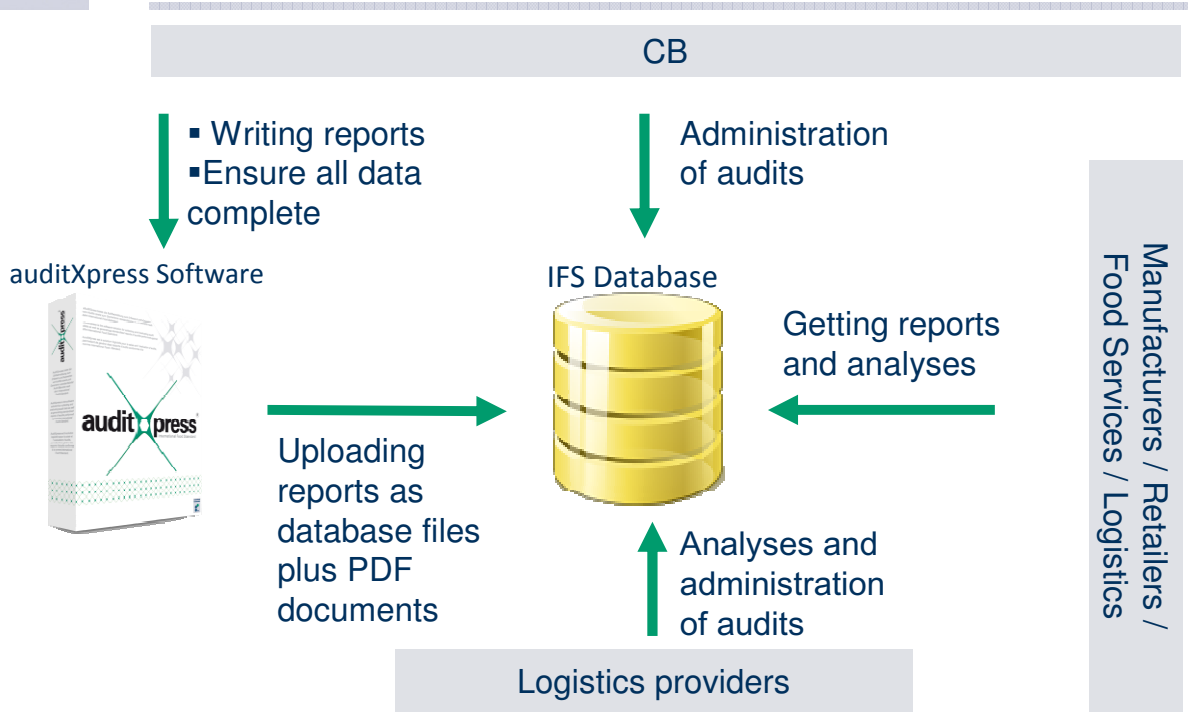 CB
▪ Writing reports
▪Ensure all data
complete
Administration
of audits
auditXpress Software
IFS Database
Getting reports
and analyses
Manufacturers / Retailers /
Food Services / Logistics
auditXpress
auditXpress
Uploading
reports as
database files
plus PDF
documents
Analyses and
administration
of audits
Logistics providers